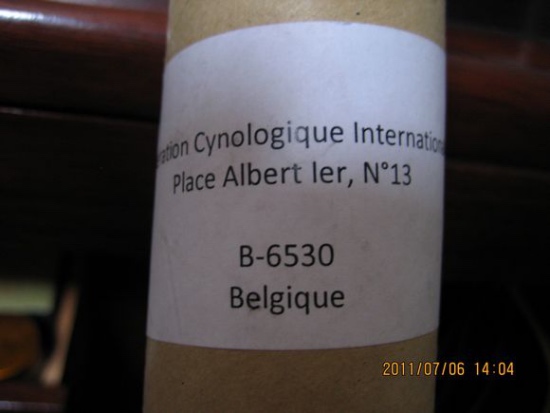 ration Cynologique Internation
Place Albert Ier, N°13
B-6530
Belgique
2011/07/06 14:04